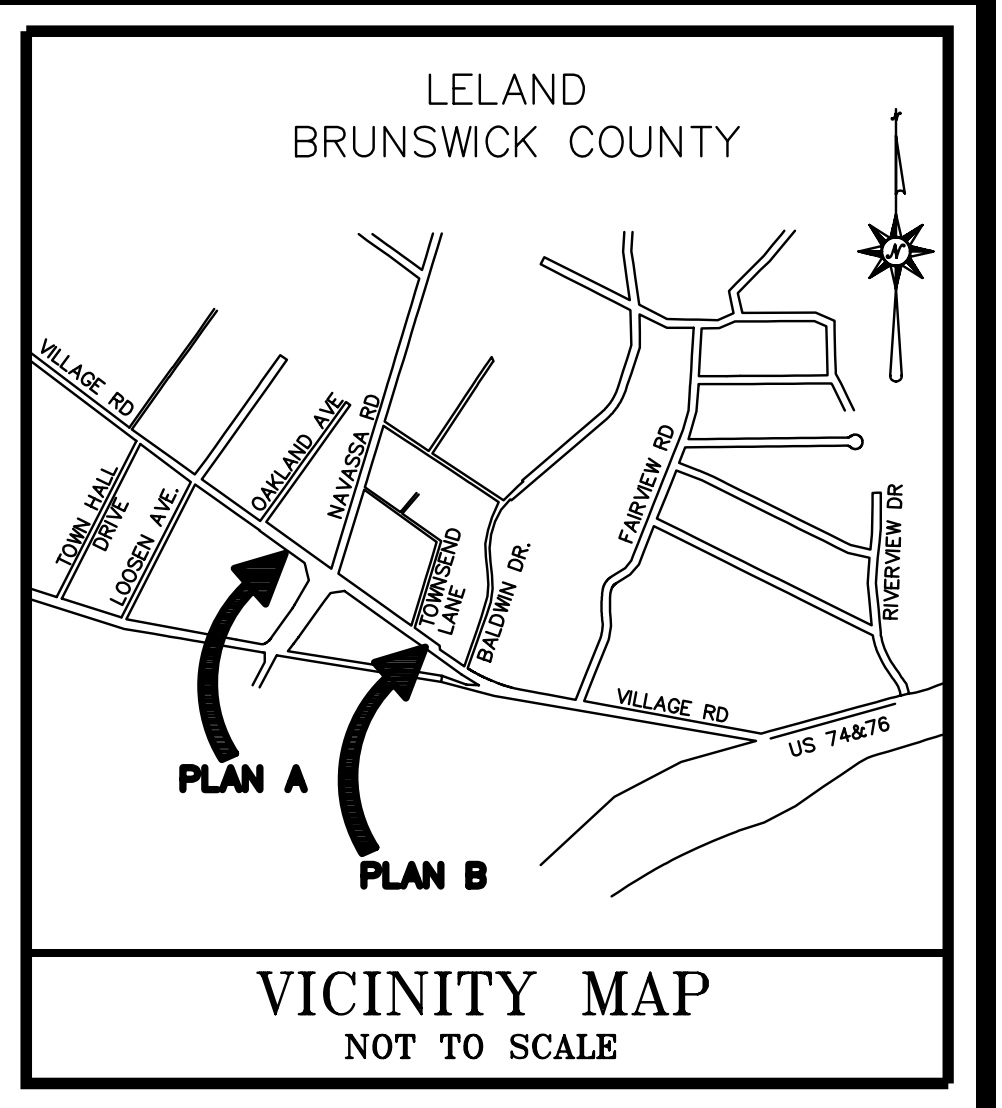 LELAND
BRUNSWICK COUNTY
N
VILLAGE RD
TOWN HALL
DRIVE
LOOSEN AVE.
OAKLAND AVE
NAVASSA RD
TOWNSEND
LANE
BALDWIN DR.
FAIRVIEW RD
RIVERVIEW DR
VILLAGE RD
US 74&76
PLAN A
PLAN B
VICINITY MAP
NOT TO SCALE